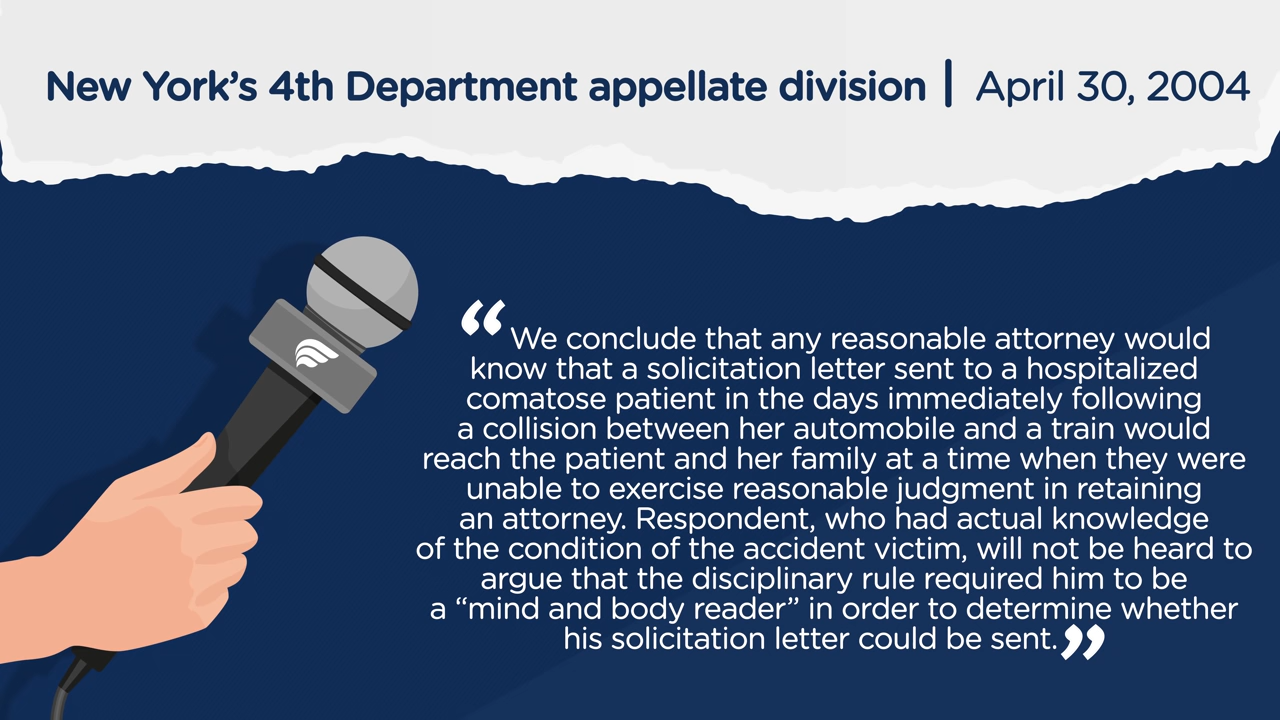 New York’s 4th Department appellate division | April 30, 2004
“We conclude that any reasonable attorney would
know that a solicitation letter sent to a hospitalized
comatose patient in the days immediately following
a collision between her automobile and a train would
reach the patient and her family at a time when they were
unable to exercise reasonable judgment in retaining
an attorney. Respondent, who had actual knowledge
of the condition of the accident victim, will not be heard to
argue that the disciplinary rule required him to be
a “mind and body reader” in order to determine whether
his solicitation letter could be sent.”